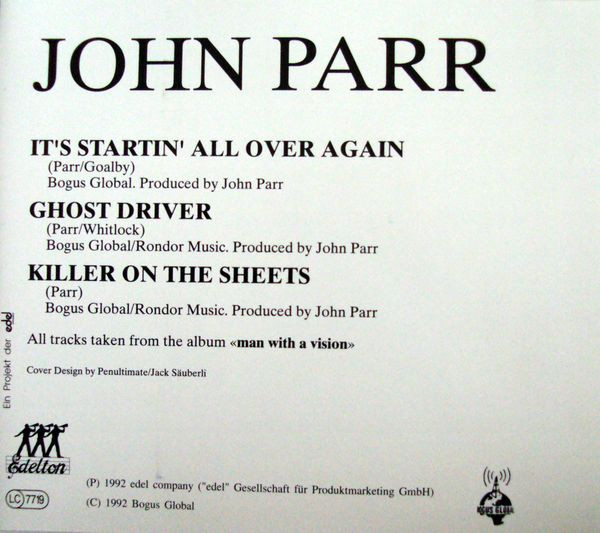 JOHN PARR
IT'S STARTIN' ALL OVER AGAIN
(Parr/Goalby)
Bogus Global. Produced by John Parr
GHOST DRIVER
(Parr/Whitlock)
Bogus Global/Rondor Music. Produced by John Parr
KILLER ON THE SHEETS
(Parr)
Bogus Global/Rondor Music. Produced by John Parr
All tracks taken from the album «man with a vision»
Cover Design by Penultimate/Jack Säuberli
Ein Projekt der edel
Edelton
LC 7719
(P) 1992 edel company ("edel" Gesellschaft für Produktmarketing GmbH)
(C) 1992 Bogus Global
BOGUS GLOBAL